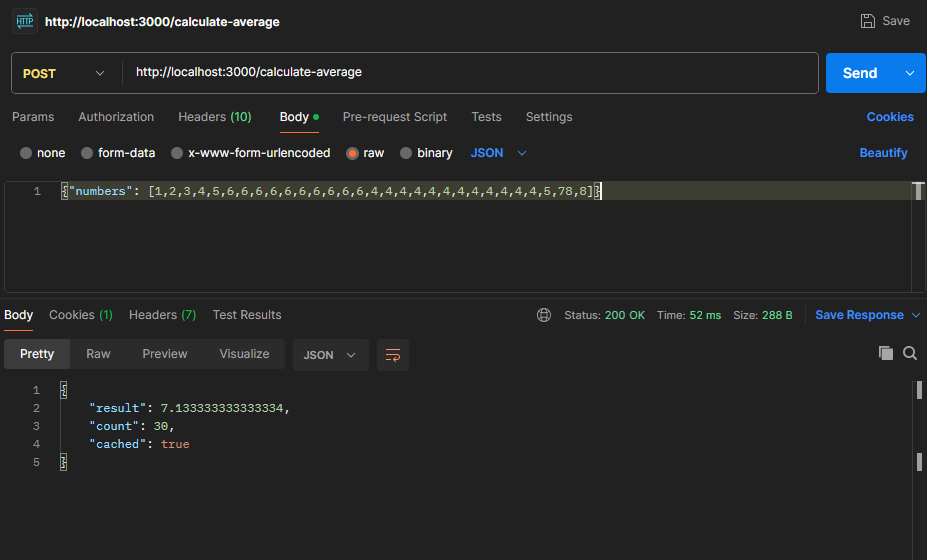 HTTP http://localhost:3000/calculate-average Save
POST http://localhost:3000/calculate-average Send
Params Authorization Headers (10) Body Pre-request Script Tests Settings Cookies
none form-data x-www-form-urlencoded raw binary JSON Beautify
1 {"numbers": [1,2,3,4,5,6,6,6,6,6,6,6,6,6,6,4,4,4,4,4,4,4,4,4,4,4,4,5,78,8]}
Body Cookies (1) Headers (7) Test Results Status: 200 OK Time: 52 ms Size: 288 B Save Response
Pretty Raw Preview Visualize JSON
1 {
2 "result": 7.133333333333334,
3 "count": 30,
4 "cached": true
5 }